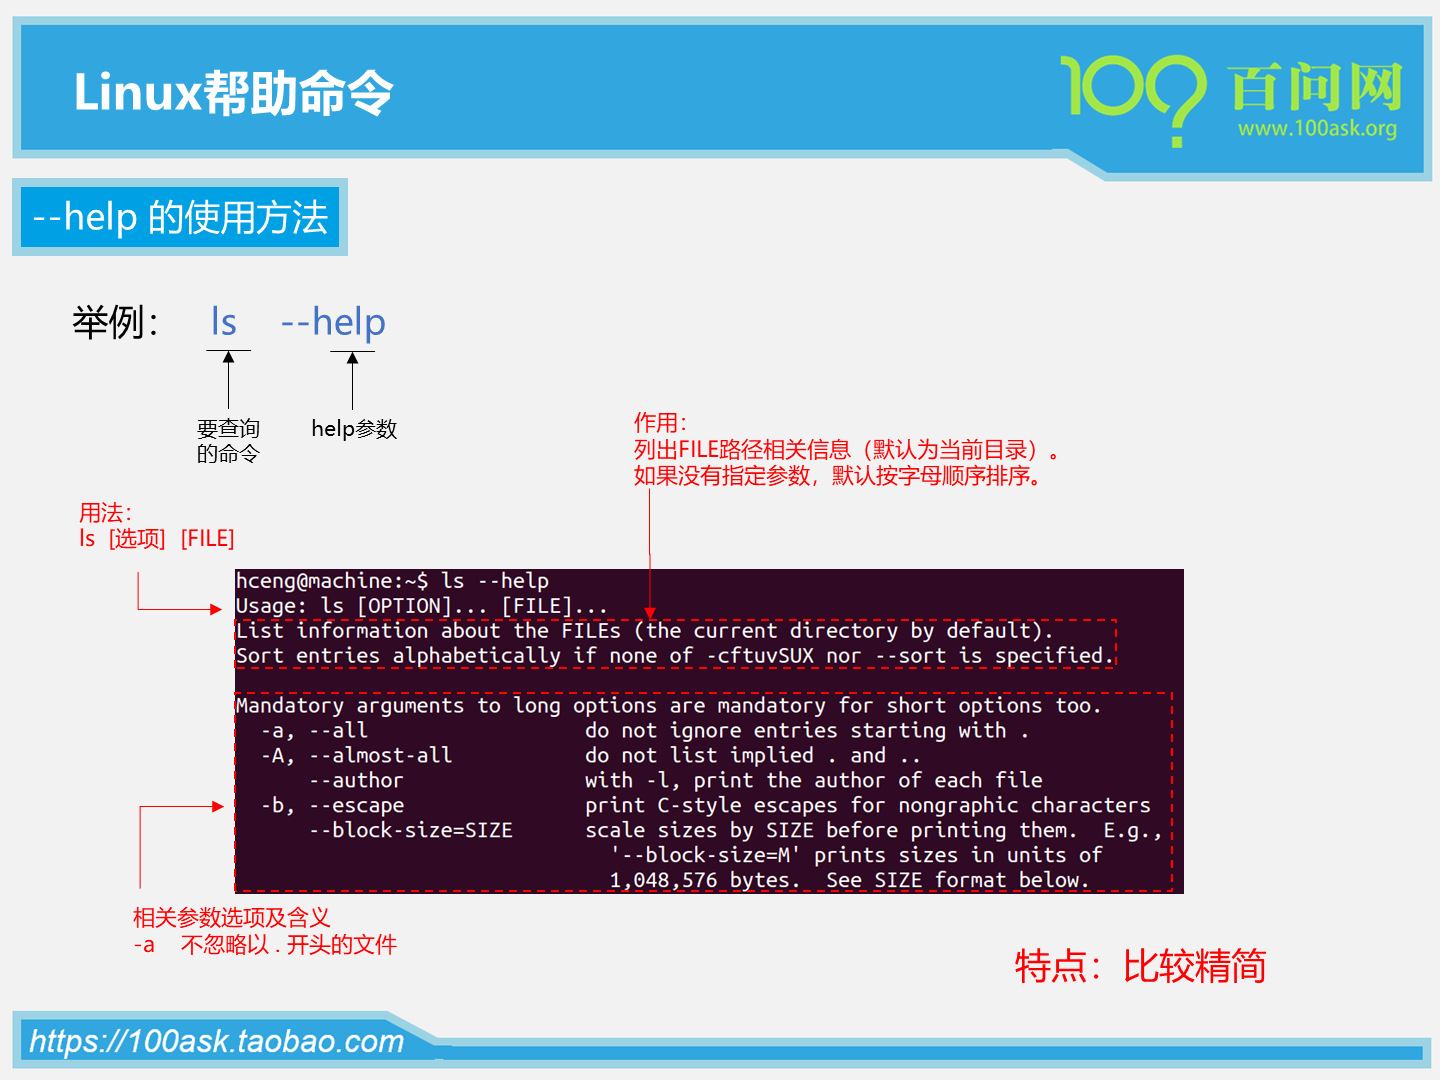 Linux帮助命令
100?
百问网
www.100ask.org
--help 的使用方法
举例： ls --help
要查询
的命令
help参数
作用：
列出FILE路径相关信息（默认为当前目录）。
如果没有指定参数，默认按字母顺序排序。
用法：
ls [选项] [FILE]
hceng@machine:~$ ls --help
Usage: ls [OPTION]... [FILE]...
List information about the FILEs (the current directory by default).
Sort entries alphabetically if none of -cftuvSUX nor --sort is specified.
Mandatory arguments to long options are mandatory for short options too.
-a, --all                  do not ignore entries starting with .
-A, --almost-all           do not list implied . and ..
--author               with -l, print the author of each file
-b, --escape               print C-style escapes for nongraphic characters
--block-size=SIZE      scale sizes by SIZE before printing them.  E.g.,
'--block-size=M' prints sizes in units of
1,048,576 bytes.  See SIZE format below.
相关参数选项及含义
-a 不忽略以 . 开头的文件
特点：比较精简
https://100ask.taobao.com